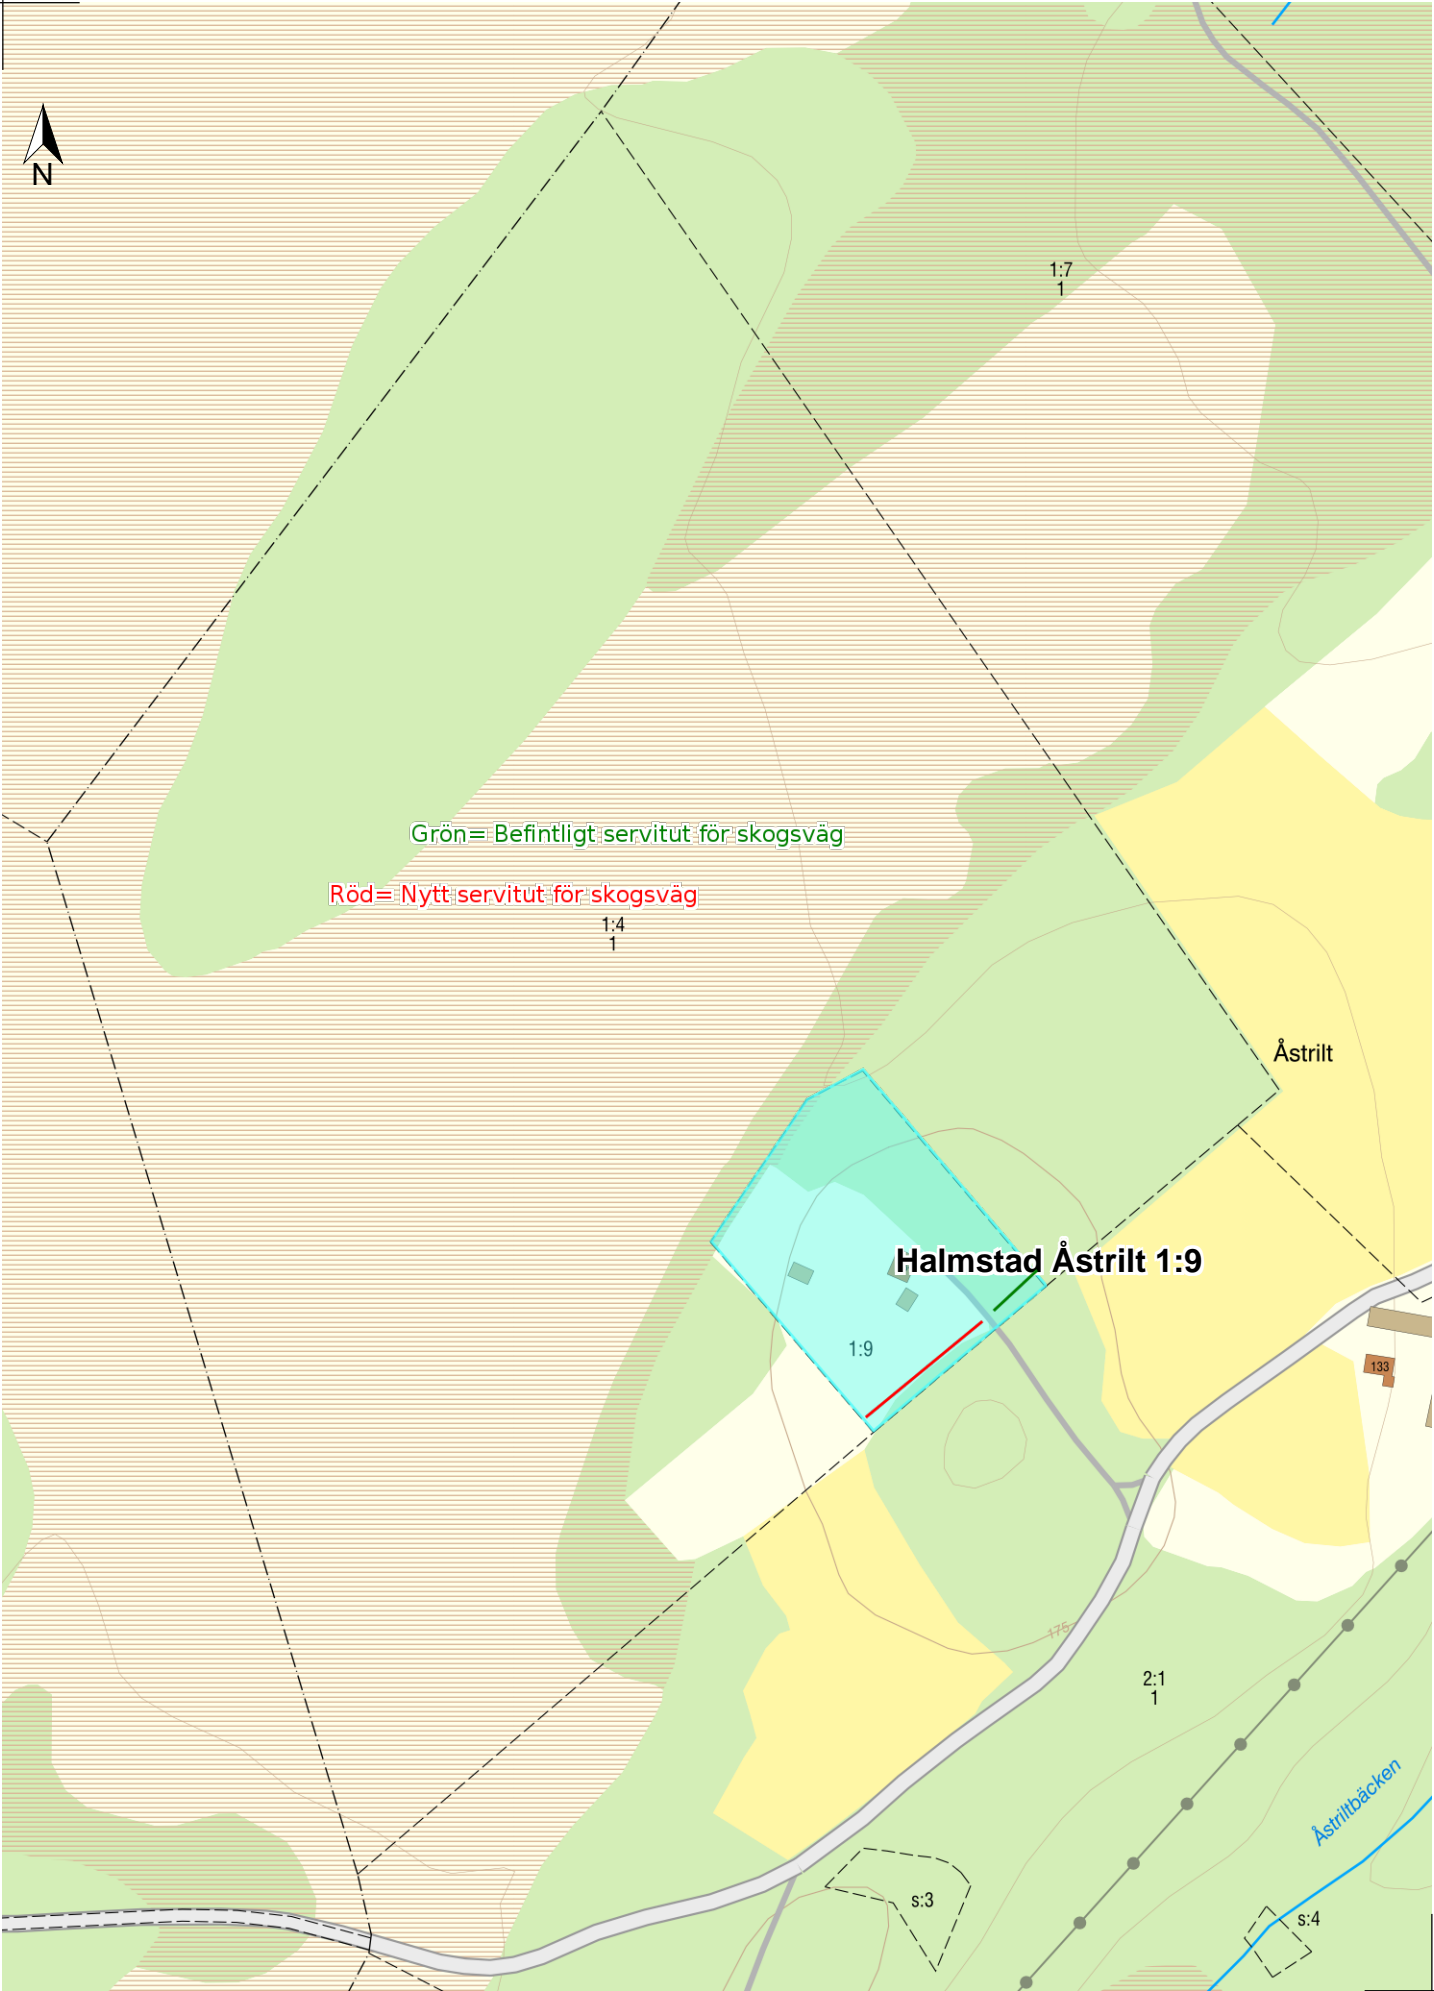 N
1:7
1
Grön= Befintligt servitut för skogsväg
Röd= Nytt servitut för skogsväg
1:4
1
Åstrilt
Halmstad Åstrilt 1:9
1:9
133
175
2:1
1
Åstriltbäcken
s:3
s:4